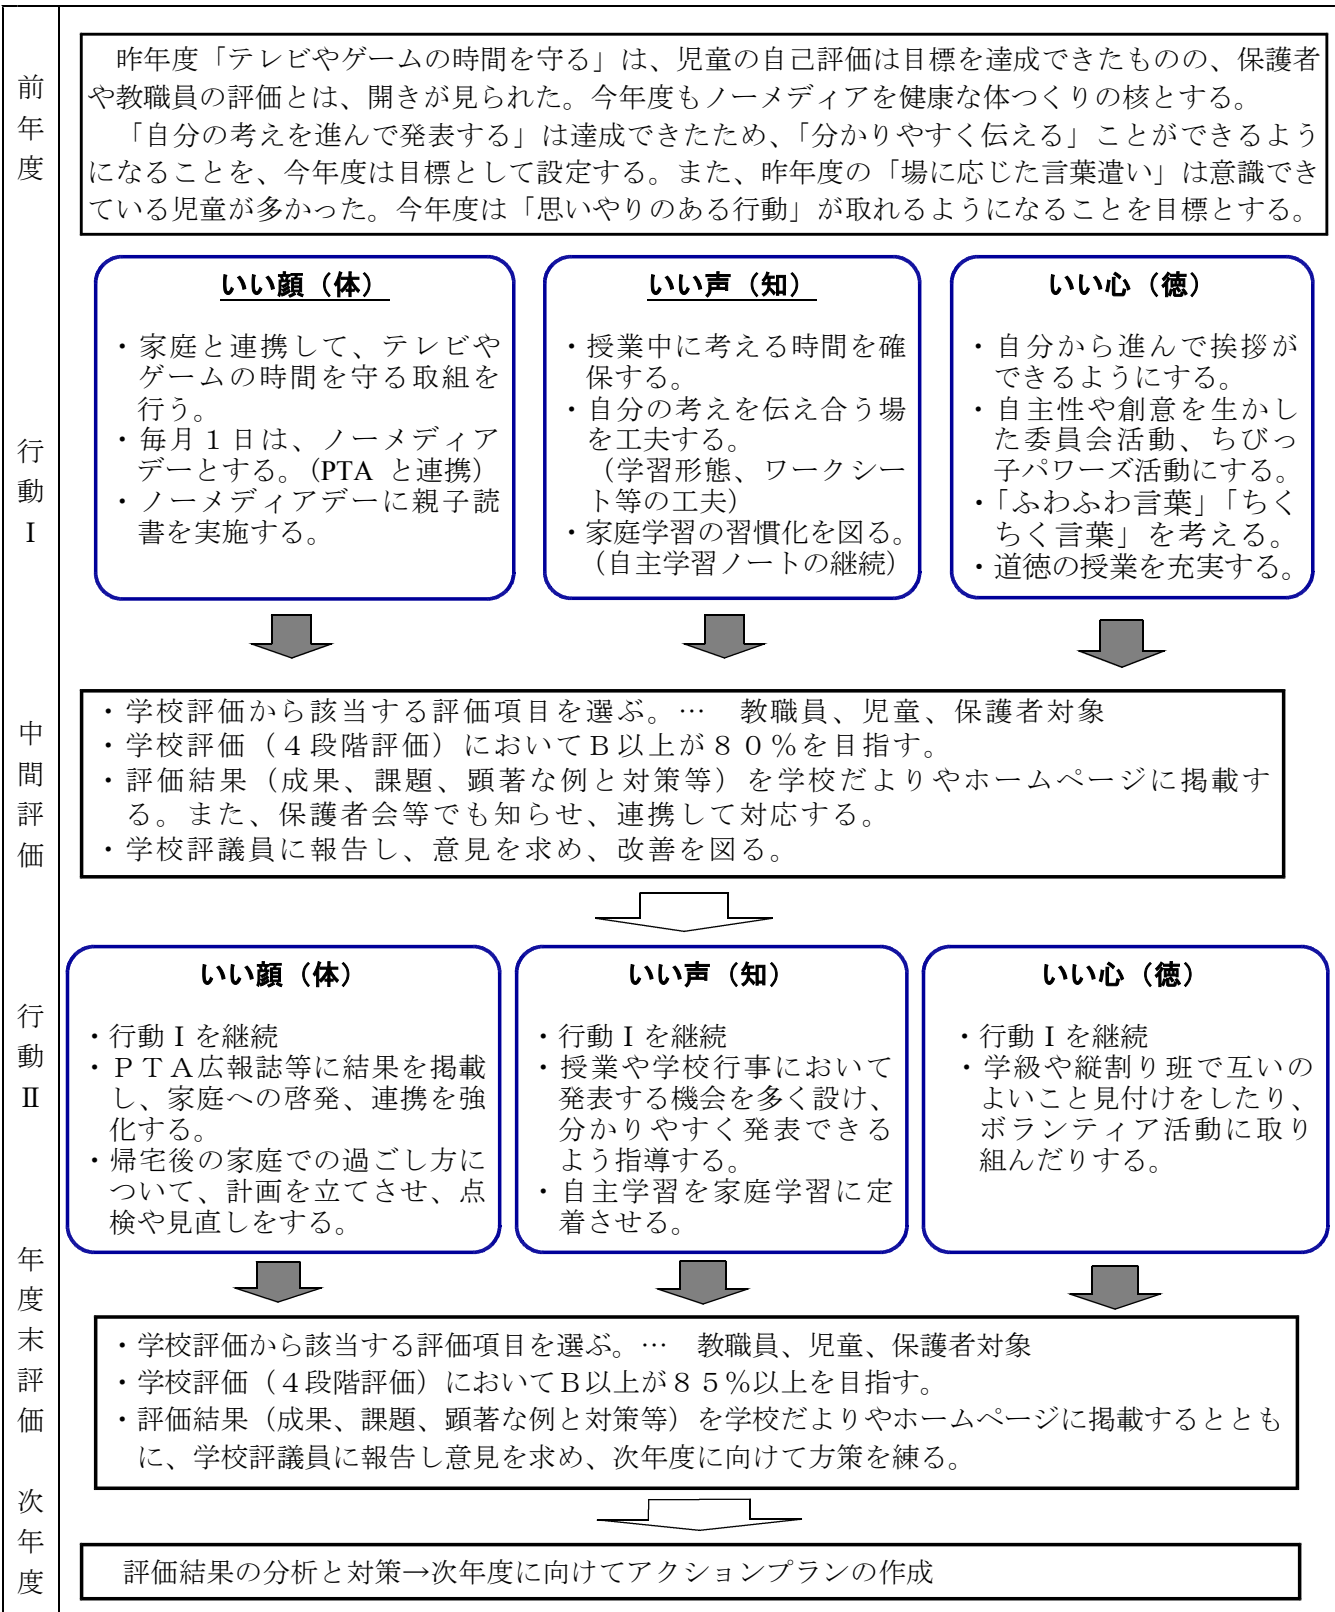 前年度
　昨年度「テレビやゲームの時間を守る」は、児童の自己評価は目標を達成できたものの、保護者
や教職員の評価とは、開きが見られた。今年度もノーメディアを健康な体つくりの核とする。
　「自分の考えを進んで発表する」は達成できたため、「分かりやすく伝える」ことができるよう
になることを、今年度は目標として設定する。また、昨年度の「場に応じた言葉遣い」は意識でき
ている児童が多かった。今年度は「思いやりのある行動」が取れるようになることを目標とする。
行動Ⅰ
いい顔（体）
・家庭と連携して、テレビや
ゲームの時間を守る取組を
行う。
・毎月１日は、ノーメディア
デーとする。（PTA と連携）
・ノーメディアデーに親子読
書を実施する。
いい声（知）
・授業中に考える時間を確
保する。
・自分の考えを伝え合う場
を工夫する。
（学習形態、ワークシー
ト等の工夫）
・家庭学習の習慣化を図る。
（自主学習ノートの継続）
いい心（徳）
・自分から進んで挨拶が
できるようにする。
・自主性や創意を生かし
た委員会活動、ちびっ
子パワーズ活動にする。
・「ふわふわ言葉」「ちく
ちく言葉」を考える。
・道徳の授業を充実する。
中間評価
・学校評価から該当する評価項目を選ぶ。…　教職員、児童、保護者対象
・学校評価（４段階評価）においてＢ以上が８０％を目指す。
・評価結果（成果、課題、顕著な例と対策等）を学校だよりやホームページに掲載す
る。また、保護者会等でも知らせ、連携して対応する。
・学校評議員に報告し、意見を求め、改善を図る。
行動Ⅱ
いい顔（体）
・行動Ⅰを継続
・ＰＴＡ広報誌等に結果を掲載
し、家庭への啓発、連携を強
化する。
・帰宅後の家庭での過ごし方に
ついて、計画を立てさせ、点
検や見直しをする。
いい声（知）
・行動Ⅰを継続
・授業や学校行事において
発表する機会を多く設け、
分かりやすく発表できる
よう指導する。
・自主学習を家庭学習に定
着させる。
いい心（徳）
・行動Ⅰを継続
・学級や縦割り班で互いの
よいこと見付けをしたり、
ボランティア活動に取り
組んだりする。
年度末評価
・学校評価から該当する評価項目を選ぶ。…　教職員、児童、保護者対象
・学校評価（４段階評価）においてＢ以上が８５％以上を目指す。
・評価結果（成果、課題、顕著な例と対策等）を学校だよりやホームページに掲載するととも
に、学校評議員に報告し意見を求め、次年度に向けて方策を練る。
次年度
評価結果の分析と対策→次年度に向けてアクションプランの作成